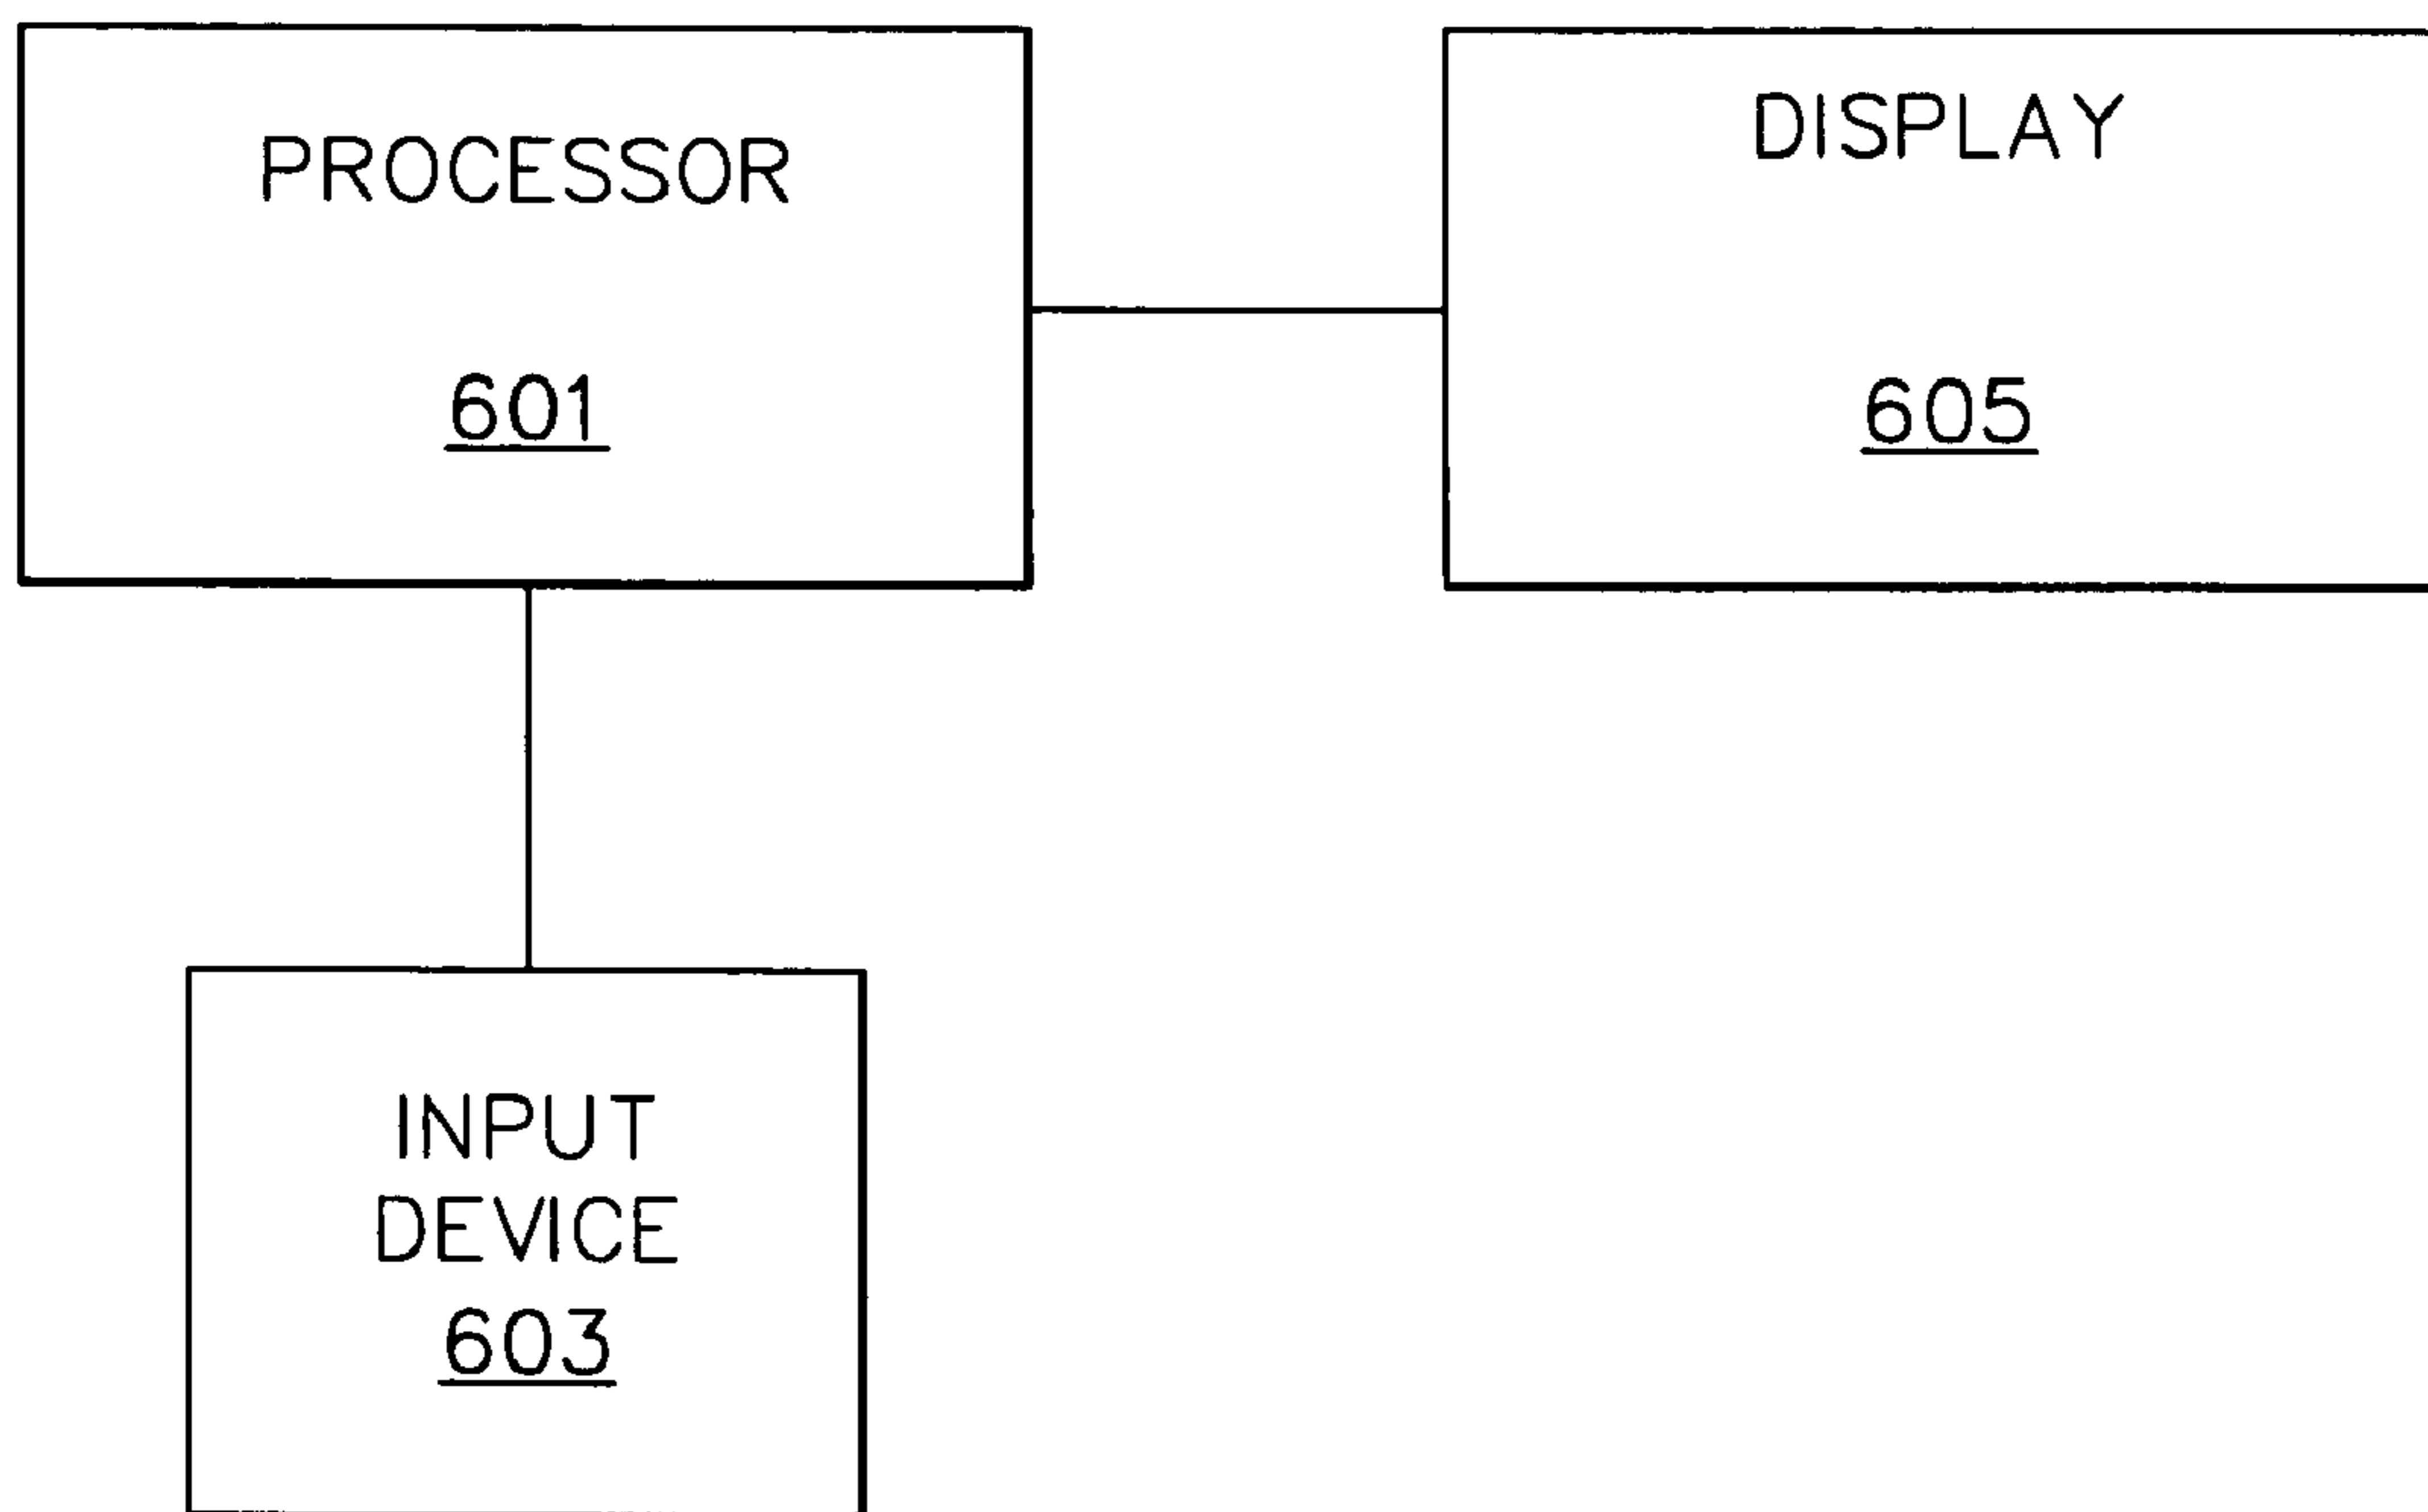 PROCESSOR
601
DISPLAY
605
INPUT
DEVICE
603